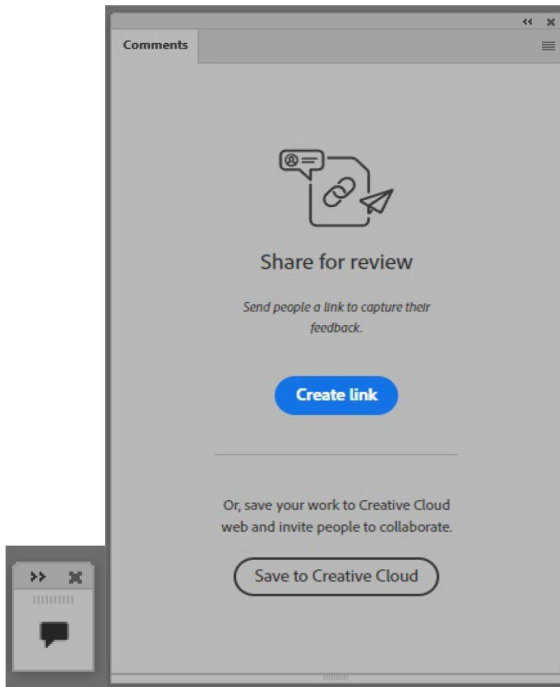 Comments
Share for review
Send people a link to capture their
feedback.
Create link
Or, save your work to Creative Cloud
web and invite people to collaborate.
Save to Creative Cloud